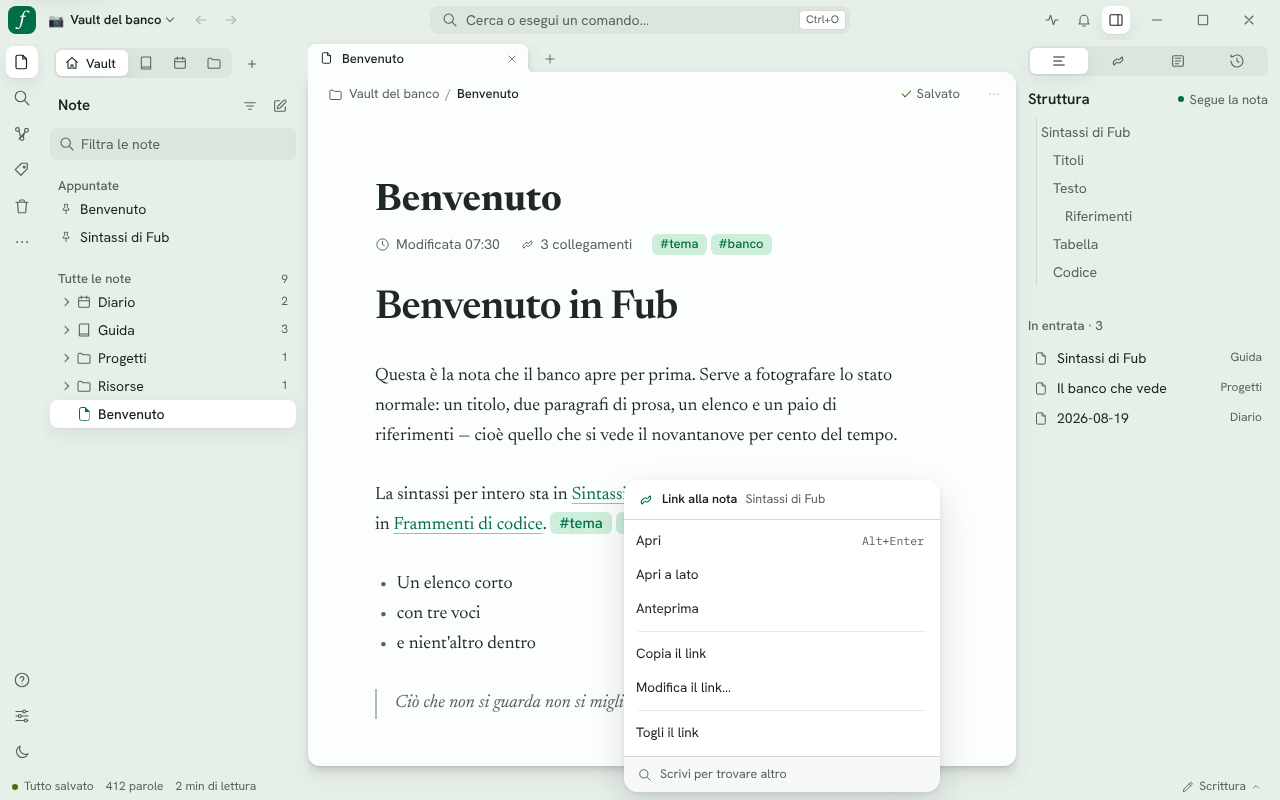 Vault del banco
Cerca o esegui un comando...
Ctrl+O
Vault
Note
Filtra le note
Appuntate
Benvenuto
Sintassi di Fub
Tutte le note 9
Diario 2
Guida 3
Progetti 1
Risorse 1
Benvenuto
Benvenuto
Vault del banco / Benvenuto
Salvato
Benvenuto
Modificata 07:30
3 collegamenti
#tema #banco
Benvenuto in Fub
Questa è la nota che il banco apre per prima. Serve a fotografare lo stato
normale: un titolo, due paragrafi di prosa, un elenco e un paio di
riferimenti — cioè quello che si vede il novantanove per cento del tempo.
La sintassi per intero sta in Sintassi
in Frammenti di codice. #tema
Un elenco corto
con tre voci
e nient'altro dentro
Ciò che non si guarda non si migli
Link alla nota Sintassi di Fub
Apri Alt+Enter
Apri a lato
Anteprima
Copia il link
Modifica il link...
Togli il link
Scrivi per trovare altro
Struttura
Segue la nota
Sintassi di Fub
Titoli
Testo
Riferimenti
Tabella
Codice
In entrata · 3
Sintassi di Fub Guida
Il banco che vede Progetti
2026-08-19 Diario
Tutto salvato 412 parole 2 min di lettura
Scrittura